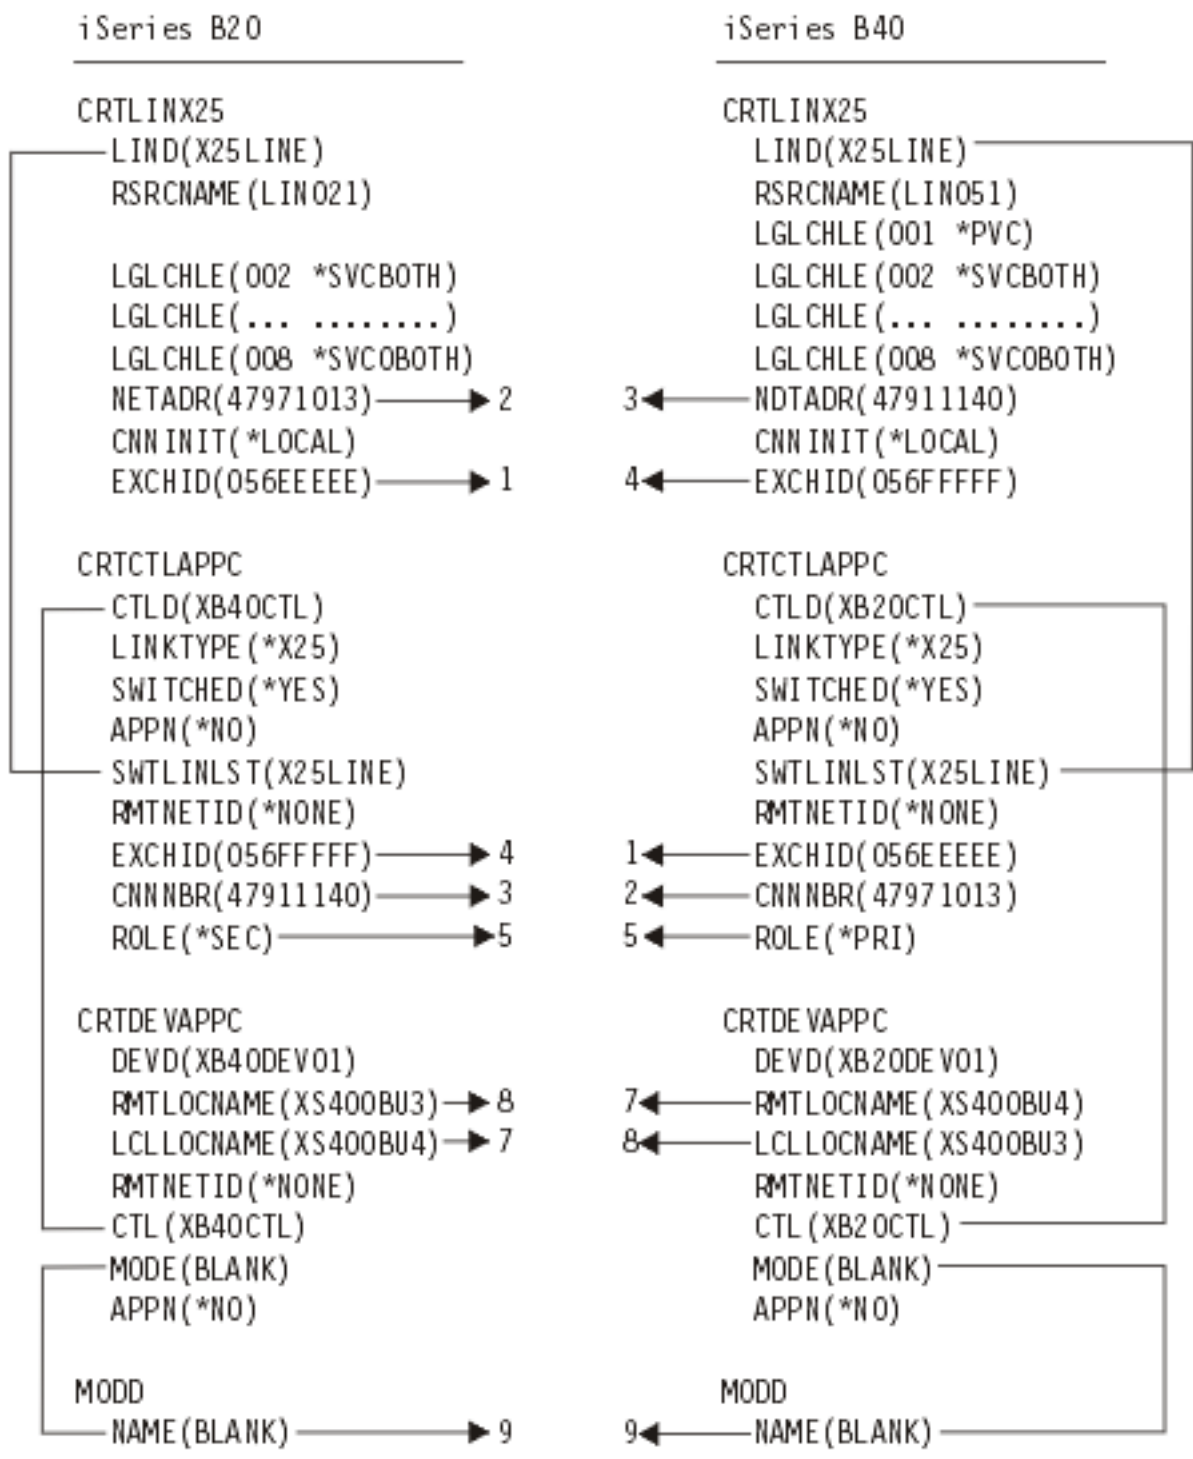 iSeries B20
CRTLINX25
LIND(X25LINE)
RSRCNAME(LIN021)
LGLCHLE(002 *SVCBOTH)
LGLCHLE(... ........)
LGLCHLE(008 *SVCOBOTH)
NETADR(47971013) 2
CNNINIT(*LOCAL)
EXCHID(056EEEEE) 1
CRTCTLAPPC
CTLD(XB40CTL)
LINKTYPE(*X25)
SWITCHED(*YES)
APPN(*NO)
SWTLINLST(X25LINE)
RMTNETID(*NONE)
EXCHID(056FFFFF) 4
CNNNBR(47911140) 3
ROLE(*SEC) 5
CRTDEVAPPC
DEVD(XB40DEV01)
RMTLOCNAME(XS400BU3) 8
LCLLOCNAME(XS400BU4) 7
RMTNETID(*NONE)
CTL(XB40CTL)
MODE(BLANK)
APPN(*NO)
MODD
NAME(BLANK) 9
iSeries B40
CRTLINX25
LIND(X25LINE)
RSRCNAME(LIN051)
LGLCHLE(001 *PVC)
LGLCHLE(002 *SVCBOTH)
LGLCHLE(... ........)
LGLCHLE(008 *SVCOBOTH)
3 NDTADR(47911140)
CNNINIT(*LOCAL)
4 EXCHID(056FFFFF)
CRTCTLAPPC
CTLD(XB20CTL)
LINKTYPE(*X25)
SWITCHED(*YES)
APPN(*NO)
SWTLINLST(X25LINE)
RMTNETID(*NONE)
1 EXCHID(056EEEEE)
2 CNNNBR(47971013)
5 ROLE(*PRI)
CRTDEVAPPC
DEVD(XB20DEV01)
7 RMTLOCNAME(XS400BU4)
8 LCLLOCNAME(XS400BU3)
RMTNETID(*NONE)
CTL(XB20CTL)
MODE(BLANK)
APPN(*NO)
MODD
9 NAME(BLANK)